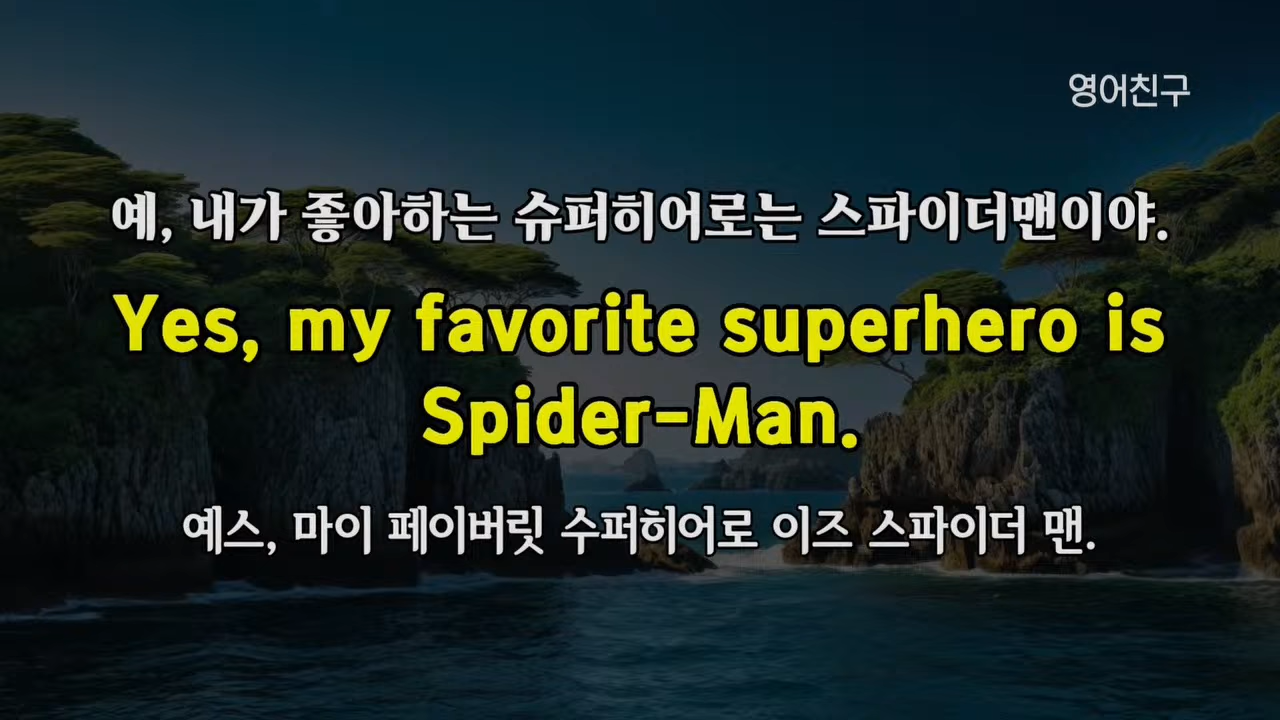 영어친구
예, 내가 좋아하는 슈퍼히어로는 스파이더맨이야.
Yes, my favorite superhero is
Spider-Man.
예스, 마이 페이버릿 수퍼히어로 이즈 스파이더 맨.